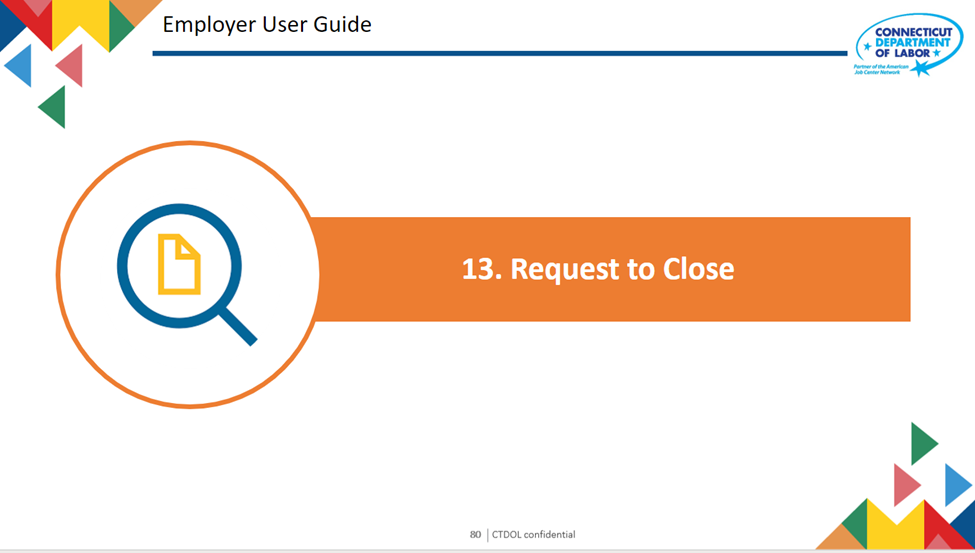 Employer User Guide
CONNECTICUT
DEPARTMENT
OF LABOR
Partner of the American
Job Center Network
13. Request to Close
80 | CTDOL confidential